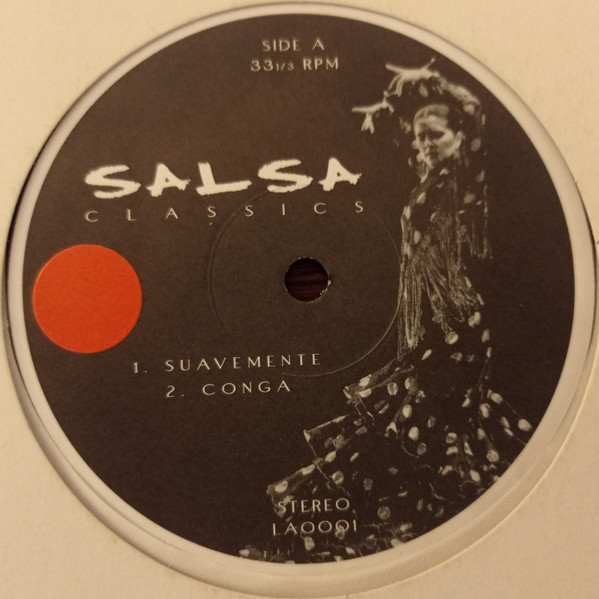 SIDE A
33 1/3 RPM
SALSA
CLASSICS
1. SUAVEMENTE
2. CONGA
STEREO
LA0001